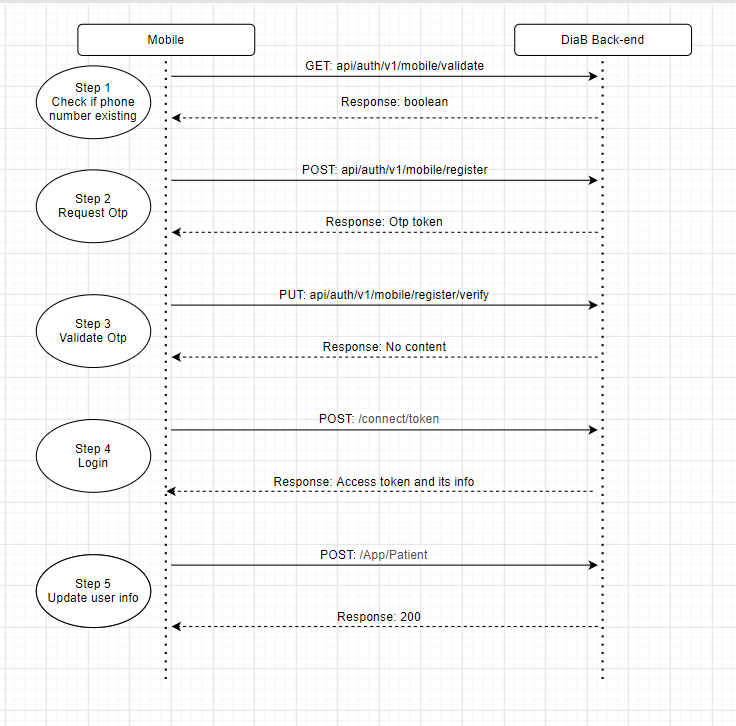 Mobile
DiaB Back-end
GET: api/auth/v1/mobile/validate
Step 1
Check if phone
number existing
Response: boolean
POST: api/auth/v1/mobile/register
Step 2
Request Otp
Response: Otp token
PUT: api/auth/v1/mobile/register/verify
Step 3
Validate Otp
Response: No content
POST: /connect/token
Step 4
Login
Response: Access token and its info
POST: /App/Patient
Step 5
Update user info
Response: 200